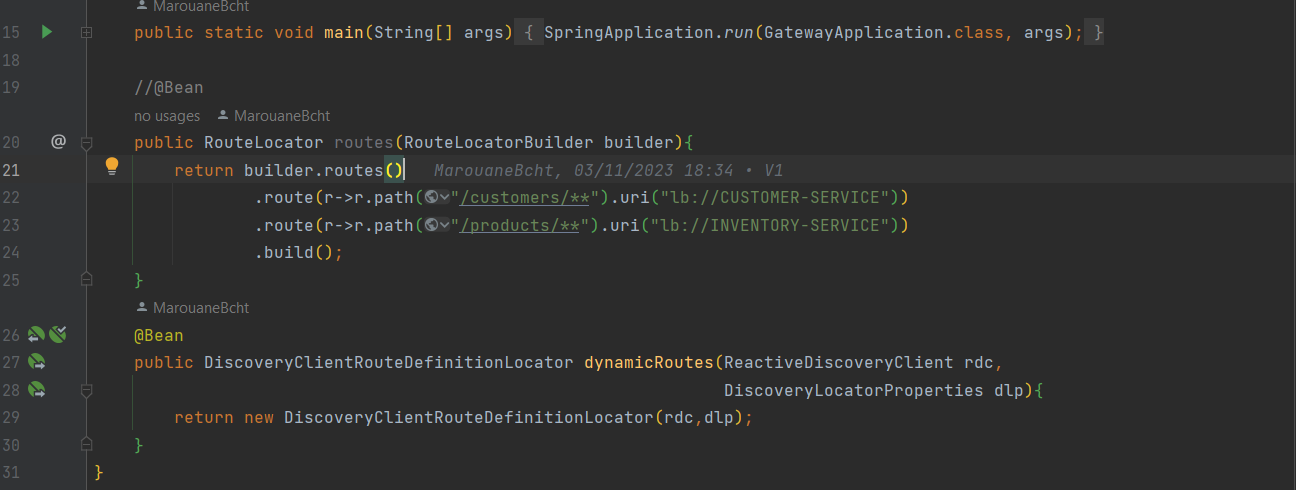 MarouaneBcht
15 public static void main(String[] args) { SpringApplication.run(GatewayApplication.class, args); }
18
19 //@Bean
no usages MarouaneBcht
20 @ public RouteLocator routes(RouteLocatorBuilder builder){
21 return builder.routes() MarouaneBcht, 03/11/2023 18:34 • V1
22 .route(r->r.path("/customers/**").uri("lb://CUSTOMER-SERVICE"))
23 .route(r->r.path("/products/**").uri("lb://INVENTORY-SERVICE"))
24 .build();
25 }
MarouaneBcht
26 @Bean
27 public DiscoveryClientRouteDefinitionLocator dynamicRoutes(ReactiveDiscoveryClient rdc,
28 DiscoveryLocatorProperties dlp){
29 return new DiscoveryClientRouteDefinitionLocator(rdc,dlp);
30 }
31 }